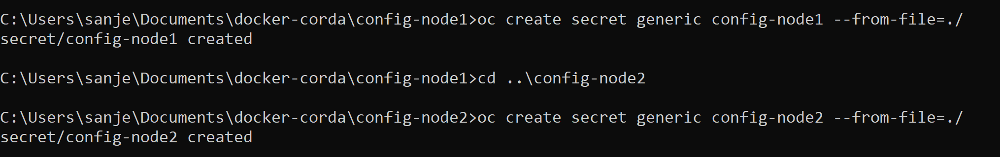 C:\Users\sanje\Documents\docker-corda\config-node1>oc create secret generic config-node1 --from-file=./
secret/config-node1 created
C:\Users\sanje\Documents\docker-corda\config-node1>cd ..\config-node2
C:\Users\sanje\Documents\docker-corda\config-node2>oc create secret generic config-node2 --from-file=./
secret/config-node2 created